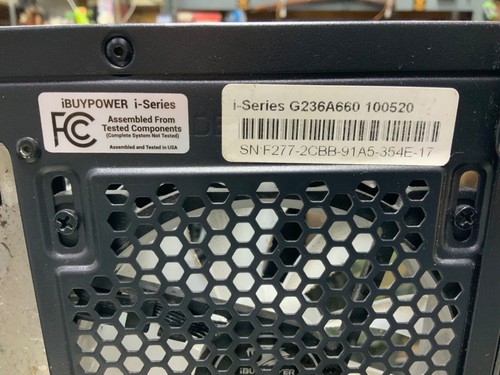 iBUYPOWER i-Series
FC
Assembled From
Tested Components
(Complete System Not Tested)
Assembled and Tested in USA
i-Series G236A660 100520
SN:F277-2CBB-91A5-354E-17
iBUYPOWER